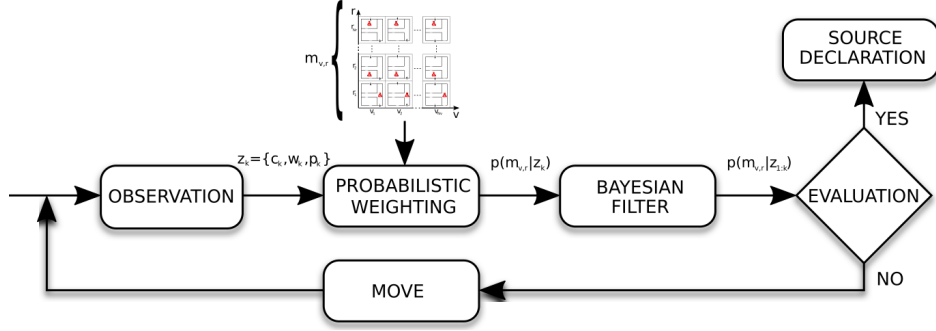 r
m_{v,r}
v
z_k={c_k,w_k,p_k}
OBSERVATION
PROBABILISTIC
WEIGHTING
p(m_{v,r}|z_k)
BAYESIAN
FILTER
p(m_{v,r}|z_{1:k})
EVALUATION
YES
SOURCE
DECLARATION
NO
MOVE